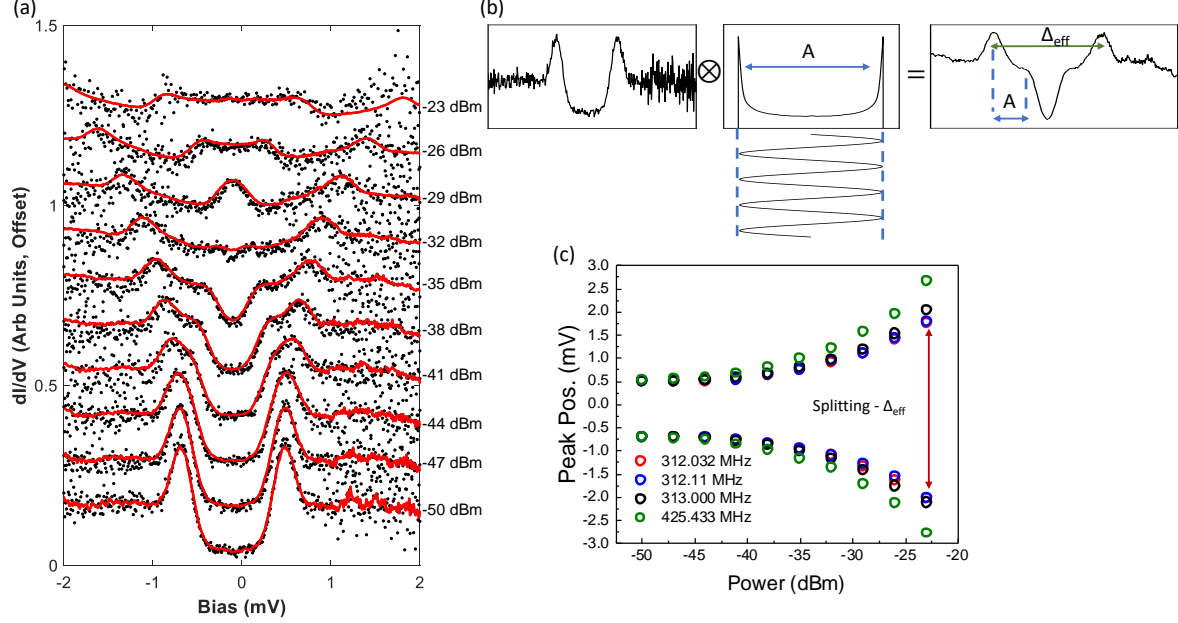 (a)
1.5
1
0.5
0
dI/dV (Arb Units, Offset)
-23 dBm
-26 dBm
-29 dBm
-32 dBm
-35 dBm
-38 dBm
-41 dBm
-44 dBm
-47 dBm
-50 dBm
-2 -1 0 1 2
Bias (mV)
(b)
⊗
A
=
Δeff
A
(c)
3.0
2.5
2.0
1.5
1.0
0.5
0.0
-0.5
-1.0
-1.5
-2.0
-2.5
-3.0
Peak Pos. (mV)
Splitting - Δeff
312.032 MHz
312.11 MHz
313.000 MHz
425.433 MHz
-50 -45 -40 -35 -30 -25 -20
Power (dBm)